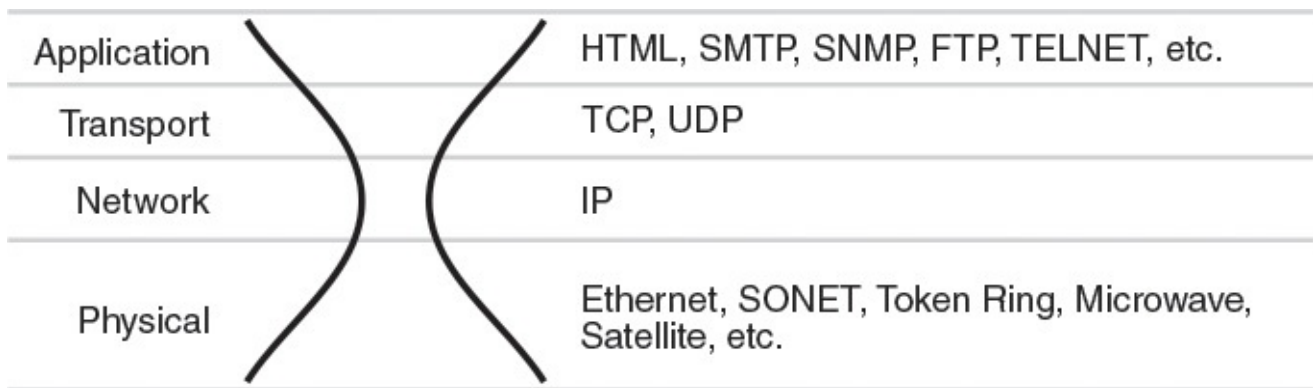 Application HTML, SMTP, SNMP, FTP, TELNET, etc.
Transport TCP, UDP
Network IP
Physical Ethernet, SONET, Token Ring, Microwave,
Satellite, etc.